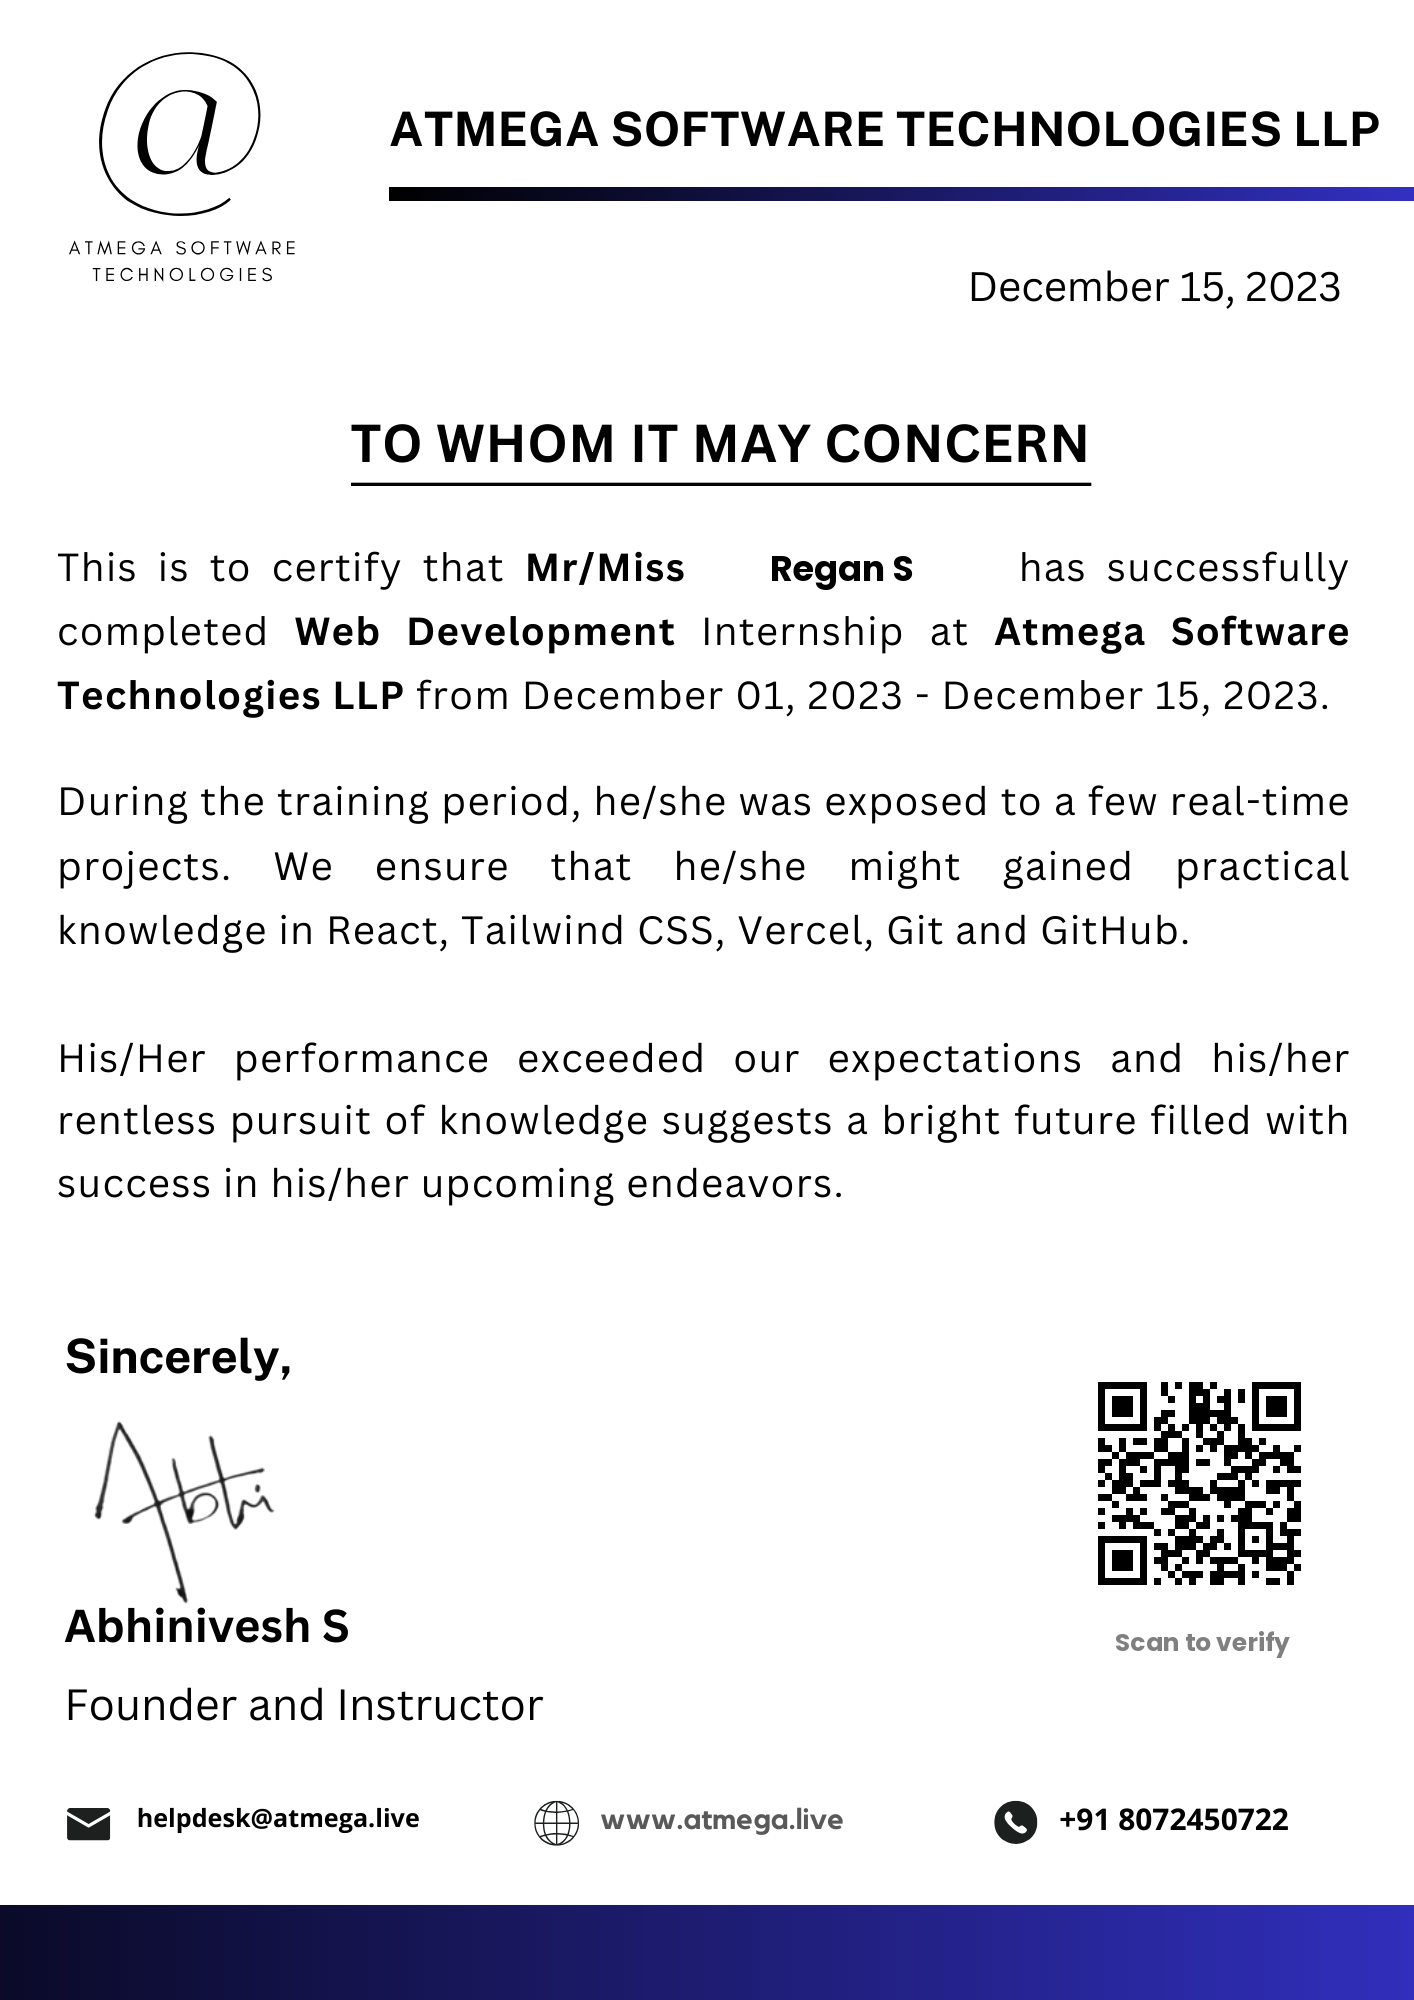 a
ATMEGA SOFTWARE
TECHNOLOGIES
ATMEGA SOFTWARE TECHNOLOGIES LLP
December 15, 2023
TO WHOM IT MAY CONCERN
This is to certify that Mr/Miss Regan S has successfully
completed Web Development Internship at Atmega Software
Technologies LLP from December 01, 2023 - December 15, 2023.
During the training period, he/she was exposed to a few real-time
projects. We ensure that he/she might gained practical
knowledge in React, Tailwind CSS, Vercel, Git and GitHub.
His/Her performance exceeded our expectations and his/her
rentless pursuit of knowledge suggests a bright future filled with
success in his/her upcoming endeavors.
Sincerely,
Abhi
Abhinivesh S
Founder and Instructor
Scan to verify
helpdesk@atmega.live
www.atmega.live
+91 8072450722